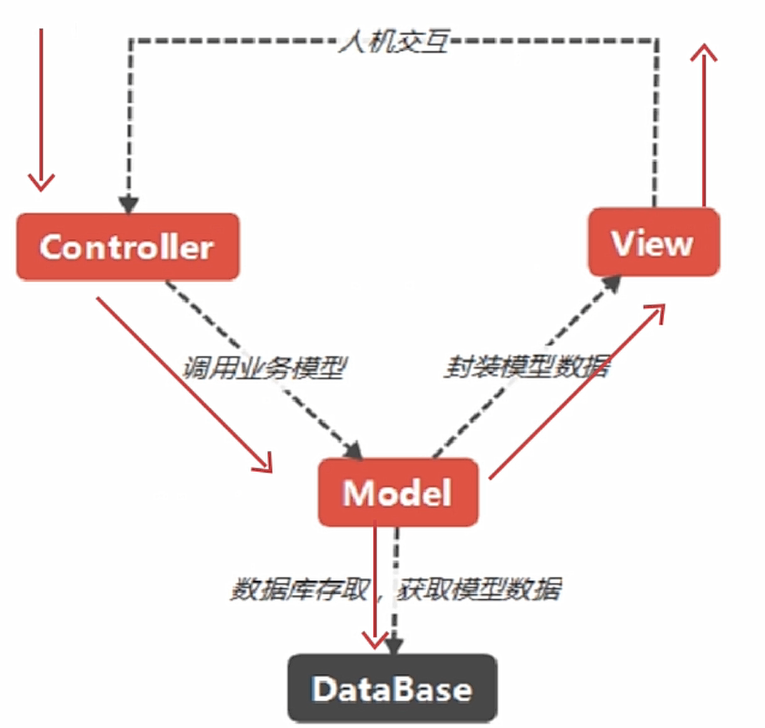 人机交互
Controller
View
调用业务模型
封装模型数据
Model
数据库存取，获取模型数据
DataBase